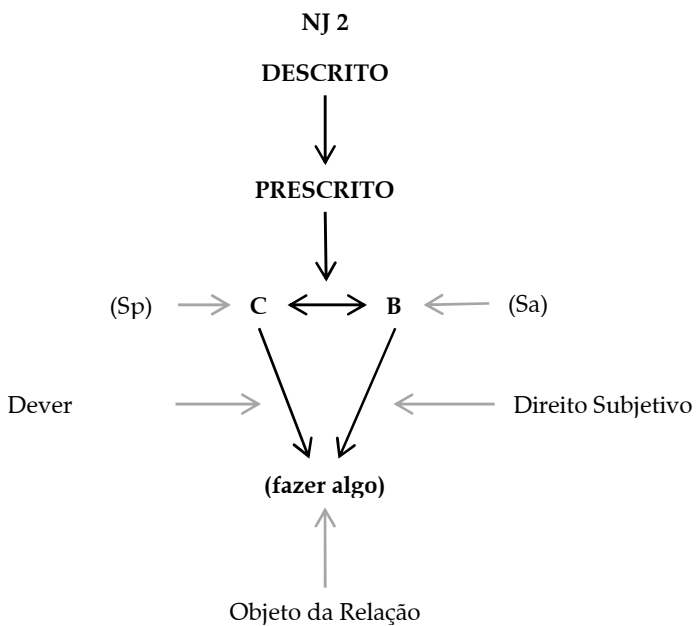 NJ 2
DESCRITO
PRESCRITO
(Sp) C B (Sa)
Dever Direito Subjetivo
(fazer algo)
Objeto da Relação